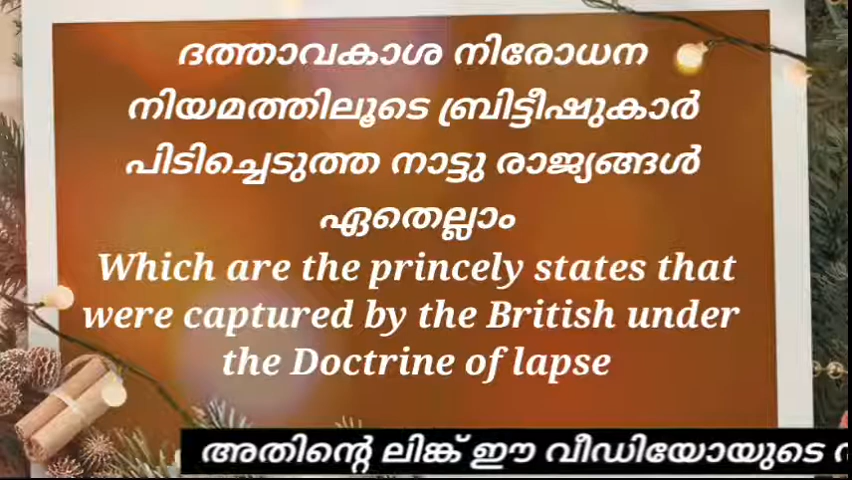 ദത്താവകാശ നിരോധന
നിയമത്തിലൂടെ ബ്രിട്ടീഷുകാർ
പിടിച്ചെടുത്ത നാട്ടു രാജ്യങ്ങൾ
ഏതെല്ലാം
Which are the princely states that
were captured by the British under
the Doctrine of lapse
അതിന്റെ ലിങ്ക് ഈ വീഡിയോയുടെ